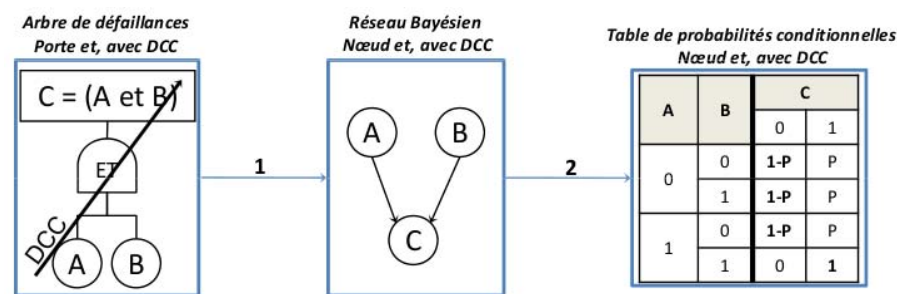 Arbre de défaillances
Porte et, avec DCC
C = (A et B)
ET
DCC
A B
1
Réseau Bayésien
Nœud et, avec DCC
A B
C
2
Table de probabilités conditionnelles
Nœud et, avec DCC
A B C
0 1
0 0 1-P P
1 1-P P
1 0 1-P P
1 0 1